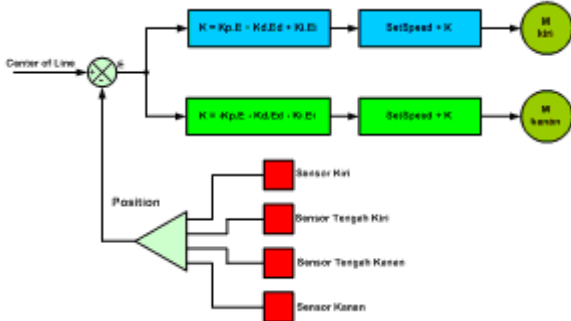 K = Kp.E - Kd.Ed + Ki.Ei
SetSpeed + K
M
kiri
Center of Line
+
E
-
K = -Kp.E - Kd.Ed - Ki.Ei
SetSpeed + K
M
kanan
Sensor Kiri
Position
Sensor Tengah Kiri
Sensor Tengah Kanan
Sensor Kanan